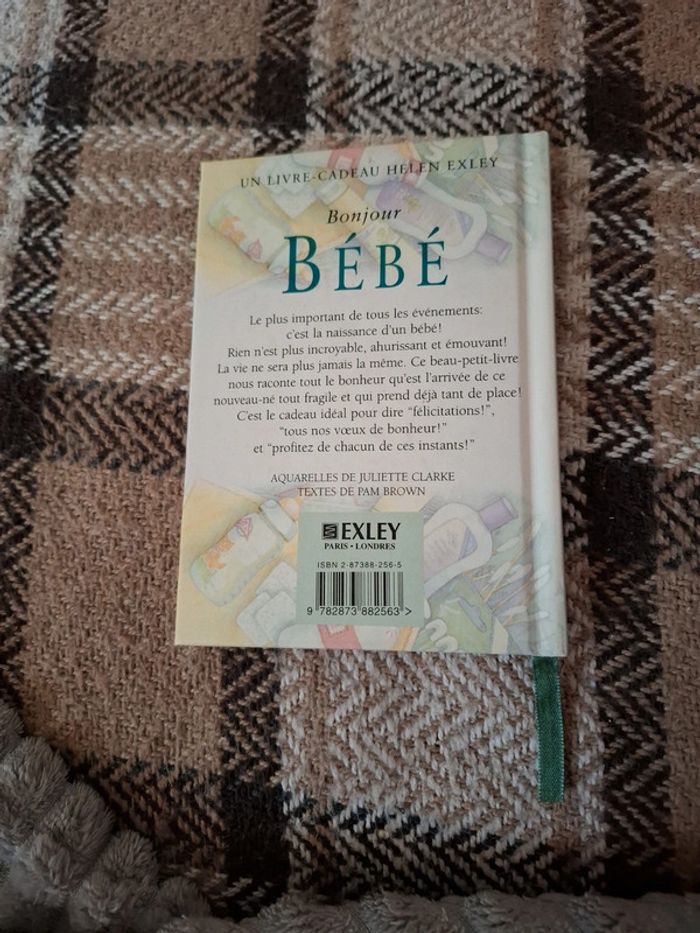 UN LIVRE-CADEAU HELEN EXLEY
Bonjour
BÉBÉ
Le plus important de tous les événements:
c'est la naissance d'un bébé!
Rien n'est plus incroyable, ahurissant et émouvant!
La vie ne sera plus jamais la même. Ce beau-petit-livre
nous raconte tout le bonheur qu'est l'arrivée de ce
nouveau-né tout fragile et qui prend déjà tant de place!
C'est le cadeau idéal pour dire "félicitations!",
"tous nos vœux de bonheur!"
et "profitez de chacun de ces instants!"
AQUARELLES DE JULIETTE CLARKE
TEXTES DE PAM BROWN
EXLEY
PARIS • LONDRES
ISBN 2-87388-256-5
9 782873 882563 >